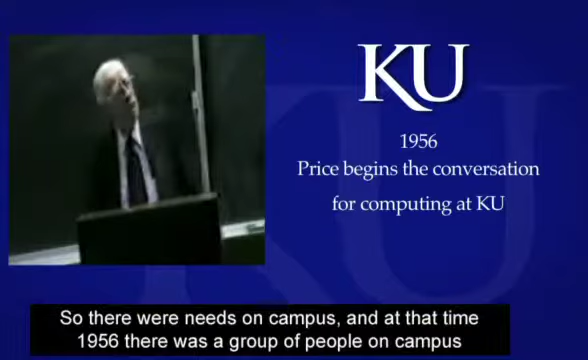 KU
1956
Price begins the conversation
for computing at KU
So there were needs on campus, and at that time
1956 there was a group of people on campus